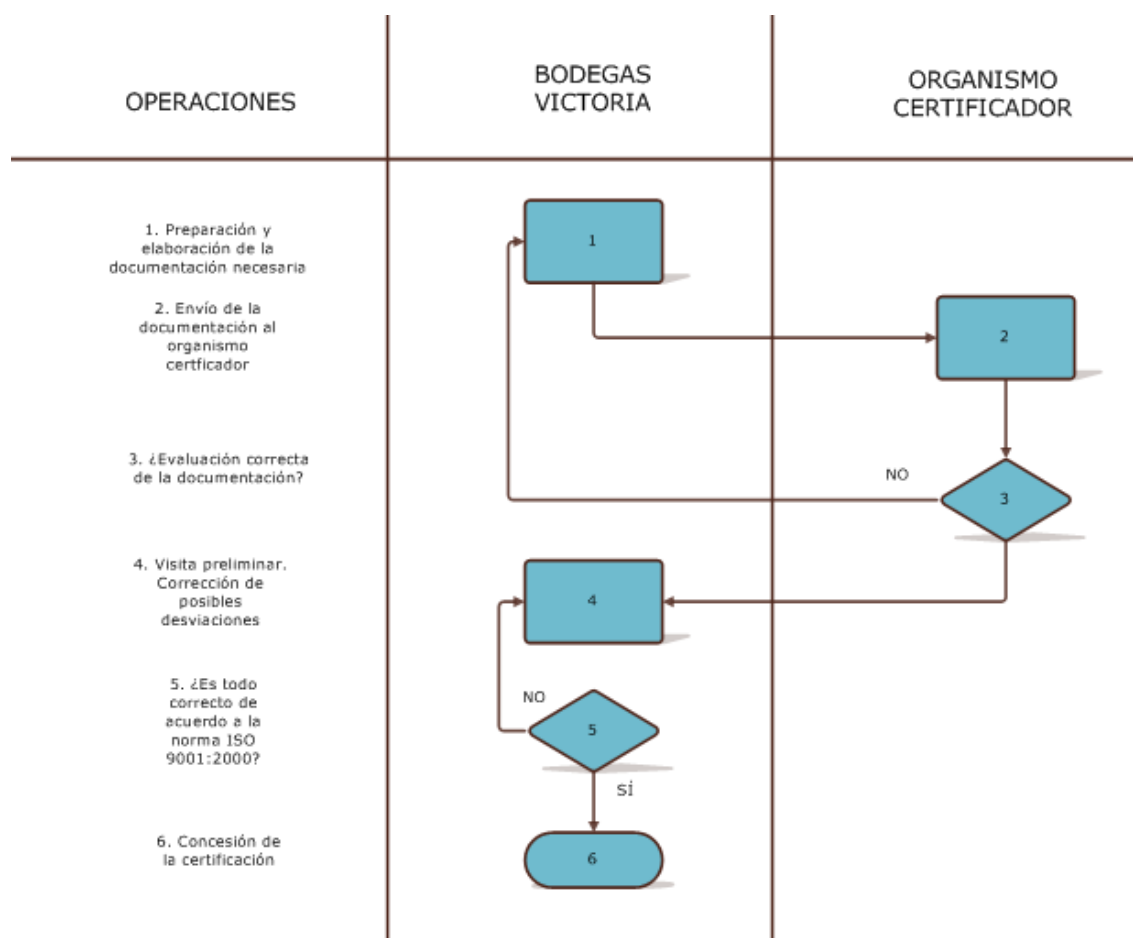 OPERACIONES
BODEGAS
VICTORIA
ORGANISMO
CERTIFICADOR
1. Preparación y
elaboración de la
documentación necesaria
1
2. Envío de la
documentación al
organismo
certficador
2
3. ¿Evaluación correcta
de la documentación?
NO
3
4. Visita preliminar.
Corrección de
posibles
desviaciones
4
5. ¿Es todo
correcto de
acuerdo a la
norma ISO
9001:2000?
NO
5
SÍ
6. Concesión de
la certificación
6